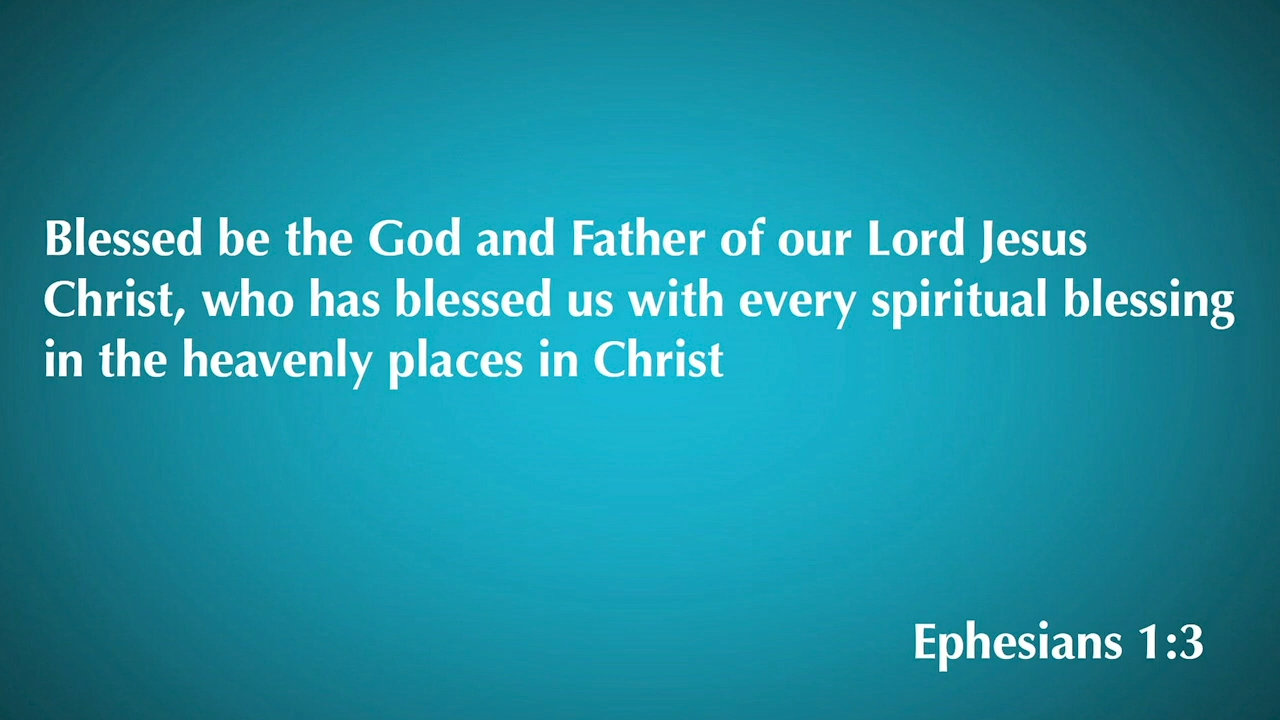 Blessed be the God and Father of our Lord Jesus
Christ, who has blessed us with every spiritual blessing
in the heavenly places in Christ
Ephesians 1:3